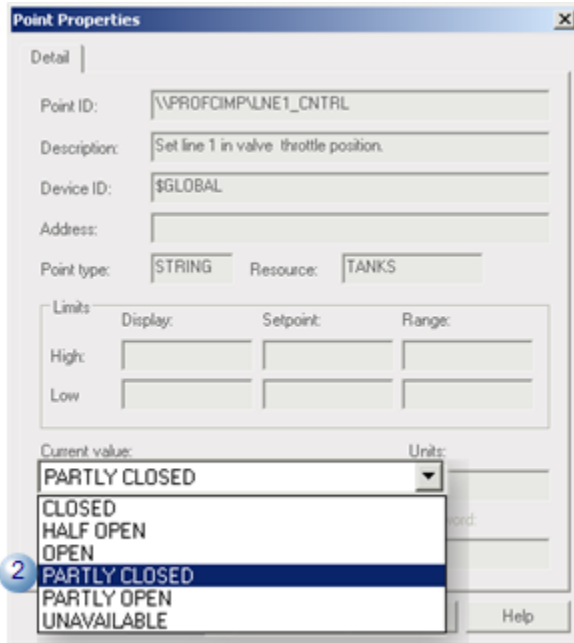 Point Properties
Detail
Point ID: \\PROFCIMP\LNE1_CNTRL
Description: Set line 1 in valve throttle position.
Device ID: $GLOBAL
Address:
Point type: STRING Resource: TANKS
Limits
Display: Setpoint: Range:
High:
Low
Current value: Units:
PARTLY CLOSED
CLOSED
HALF OPEN
OPEN
2 PARTLY CLOSED
PARTLY OPEN
UNAVAILABLE
Help